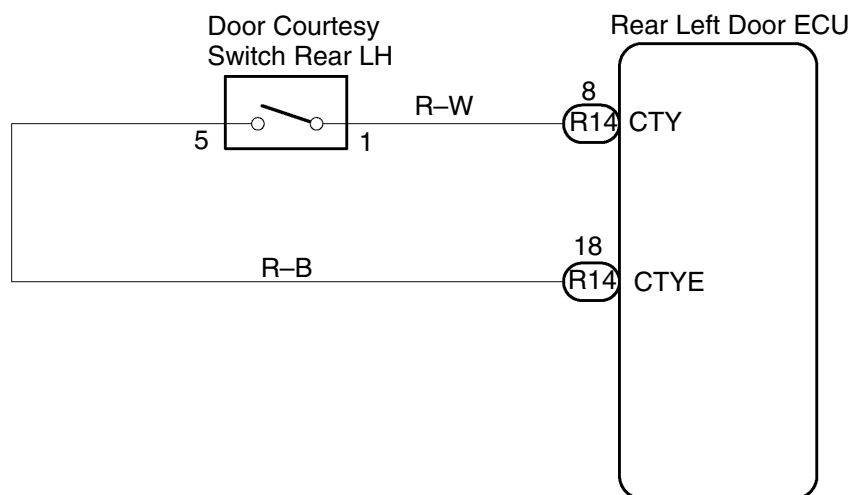 Door Courtesy
Switch Rear LH
Rear Left Door ECU
5
1
R–W
8
R14
CTY
R–B
18
R14
CTYE